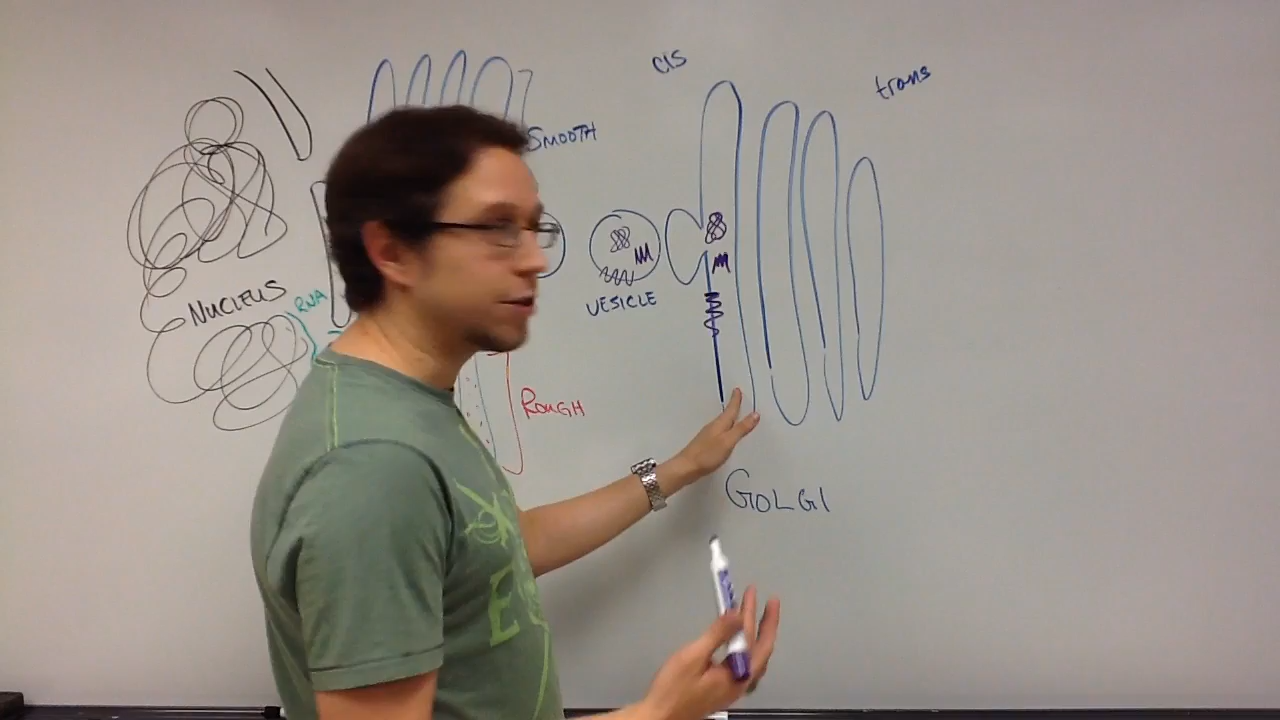 cis
trans
SMOOTH
NUCLEUS
RNA
VESICLE
ROUGH
GOLGI